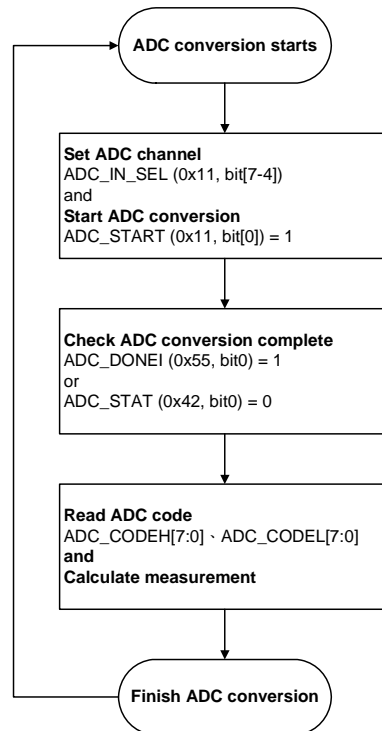 ADC conversion starts
Set ADC channel
ADC_IN_SEL (0x11, bit[7-4])
and
Start ADC conversion
ADC_START (0x11, bit[0]) = 1
Check ADC conversion complete
ADC_DONEI (0x55, bit0) = 1
or
ADC_STAT (0x42, bit0) = 0
Read ADC code
ADC_CODEH[7:0]、ADC_CODEL[7:0]
and
Calculate measurement
Finish ADC conversion